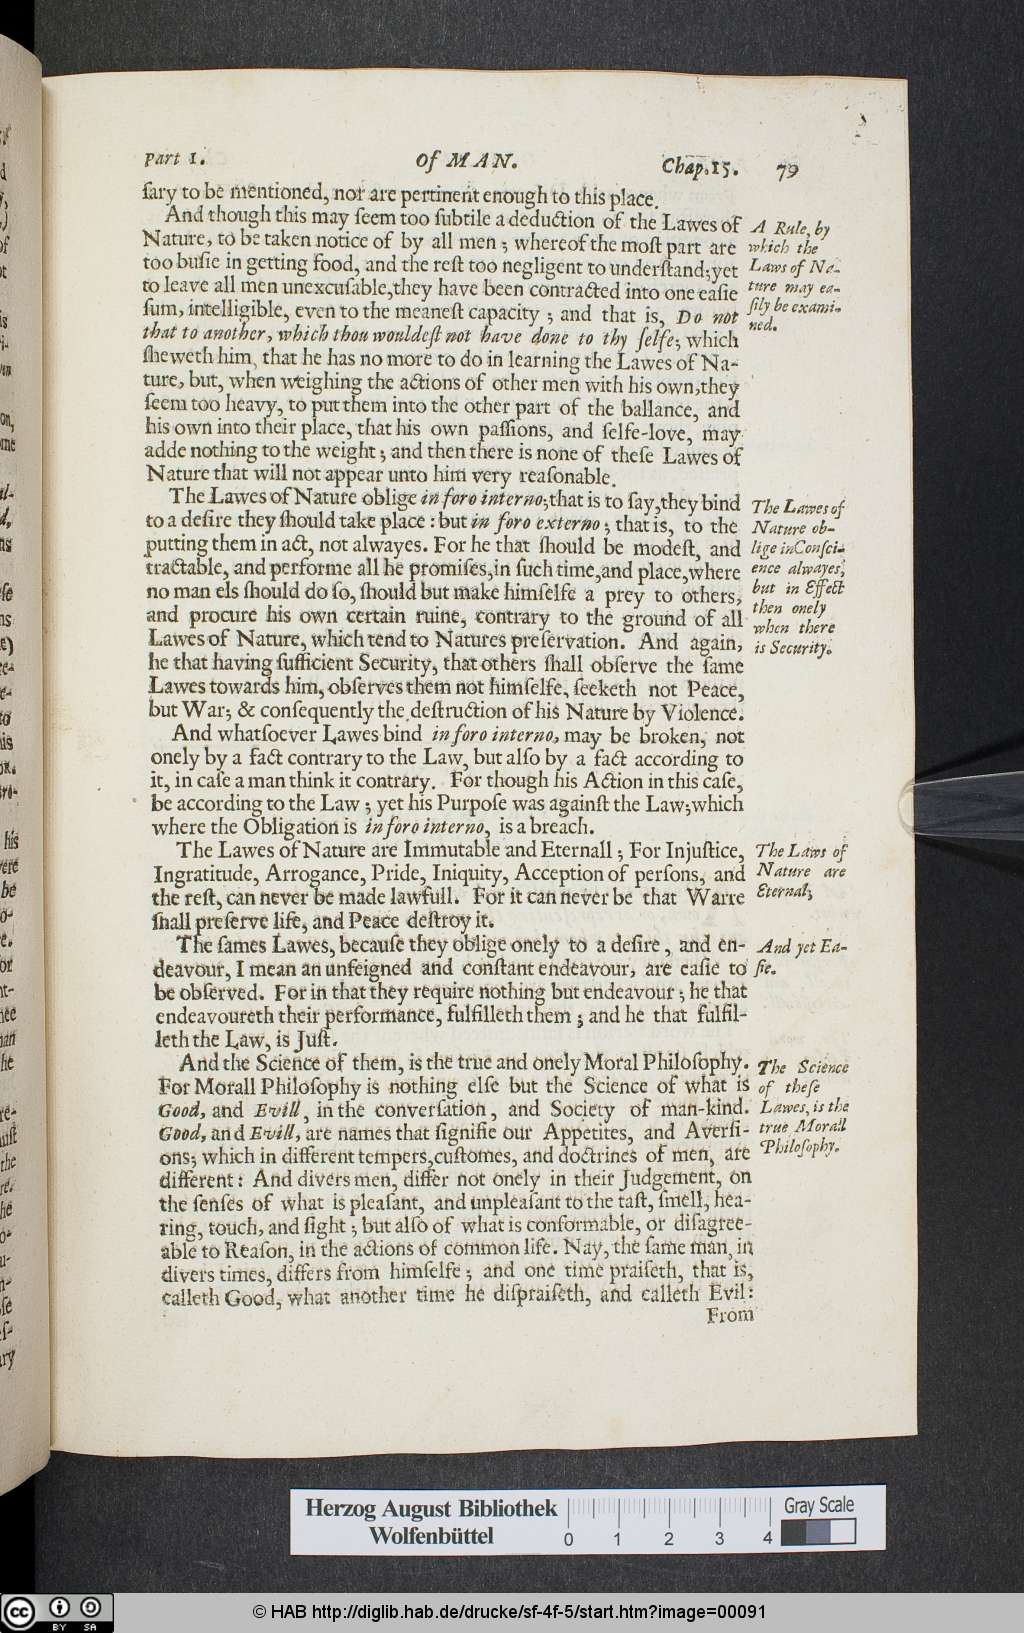 Part 1. Of MAN. Chap. 15. 79
ſary to be mentioned, nor are pertinent enough to this place.
And though this may ſeem too ſubtile a deduction of the Lawes of
Nature, to be taken notice of by all men; whereof the moſt part are
too buſie in getting food, and the reſt too negligent to underſtand; yet
to leave all men unexcuſable, they have been contracted into one eaſie
ſum, intelligible, even to the meaneſt capacity; and that is, Do not
that to another, which thou wouldeſt not have done to thy ſelfe; which
ſheweth him, that he has no more to do in learning the Lawes of Na-
ture, but, when weighing the actions of other men with his own, they
ſeem too heavy, to put them into the other part of the ballance, and
his own into their place, that his own paſſions, and ſelfe-love, may
adde nothing to the weight; and then there is none of theſe Lawes of
Nature that will not appear unto him very reaſonable.
A Rule, by
which the
Laws of Na-
ture may ea-
ſily be exami-
ned.
The Lawes of Nature oblige in foro interno; that is to ſay, they bind
to a deſire they ſhould take place: but in foro externo; that is, to the
putting them in act, not alwayes. For he that ſhould be modeſt, and
tractable, and performe all he promiſes, in ſuch time, and place, where
no man els ſhould do ſo, ſhould but make himſelfe a prey to others,
and procure his own certain ruine, contrary to the ground of all
Lawes of Nature, which tend to Natures preſervation. And again,
he that having ſufficient Security, that others ſhall obſerve the ſame
Lawes towards him, obſerves them not himſelfe, ſeeketh not Peace,
but War; & conſequently the deſtruction of his Nature by Violence.
The Lawes of
Nature ob-
lige in Conſci-
ence alwayes,
but in Effect
then onely
when there
is Security.
And whatſoever Lawes bind in foro interno, may be broken, not
onely by a fact contrary to the Law, but alſo by a fact according to
it, in caſe a man think it contrary. For though his Action in this caſe,
be according to the Law; yet his Purpoſe was againſt the Law; which
where the Obligation is in foro interno, is a breach.
The Lawes of Nature are Immutable and Eternall; For Injuſtice,
Ingratitude, Arrogance, Pride, Iniquity, Acception of perſons, and
the reſt, can never be made lawfull. For it can never be that Warre
ſhall preſerve life, and Peace deſtroy it.
The Laws of
Nature are
Eternal;
The ſames Lawes, becauſe they oblige onely to a deſire, and en-
deavour, I mean an unfeigned and conſtant endeavour, are eaſie to
be obſerved. For in that they require nothing but endeavour; he that
endeavoureth their performance, fulfilleth them; and he that fulfil-
leth the Law, is Juſt.
And yet Ea-
ſie.
And the Science of them, is the true and onely Moral Philoſophy.
For Morall Philoſophy is nothing elſe but the Science of what is
Good, and Evill, in the converſation, and Society of man-kind.
Good, and Evill, are names that ſignifie our Appetites, and Averſi-
ons; which in different tempers, cuſtomes, and doctrines of men, are
different: And divers men, differ not onely in their Judgement, on
the ſenſes of what is pleaſant, and unpleaſant to the taſt, ſmell, hea-
ring, touch, and ſight; but alſo of what is conformable, or diſagree-
able to Reaſon, in the actions of common life. Nay, the ſame man, in
divers times, differs from himſelfe; and one time praiſeth, that is,
calleth Good, what another time he diſpraiſeth, and calleth Evil:
From
The Science
of theſe
Lawes, is the
true Morall
Philoſophy.
Herzog August Bibliothek
Wolfenbüttel
0 1 2 3 4
Gray Scale
cc BY SA
© HAB http://diglib.hab.de/drucke/sf-4f-5/start.htm?image=00091